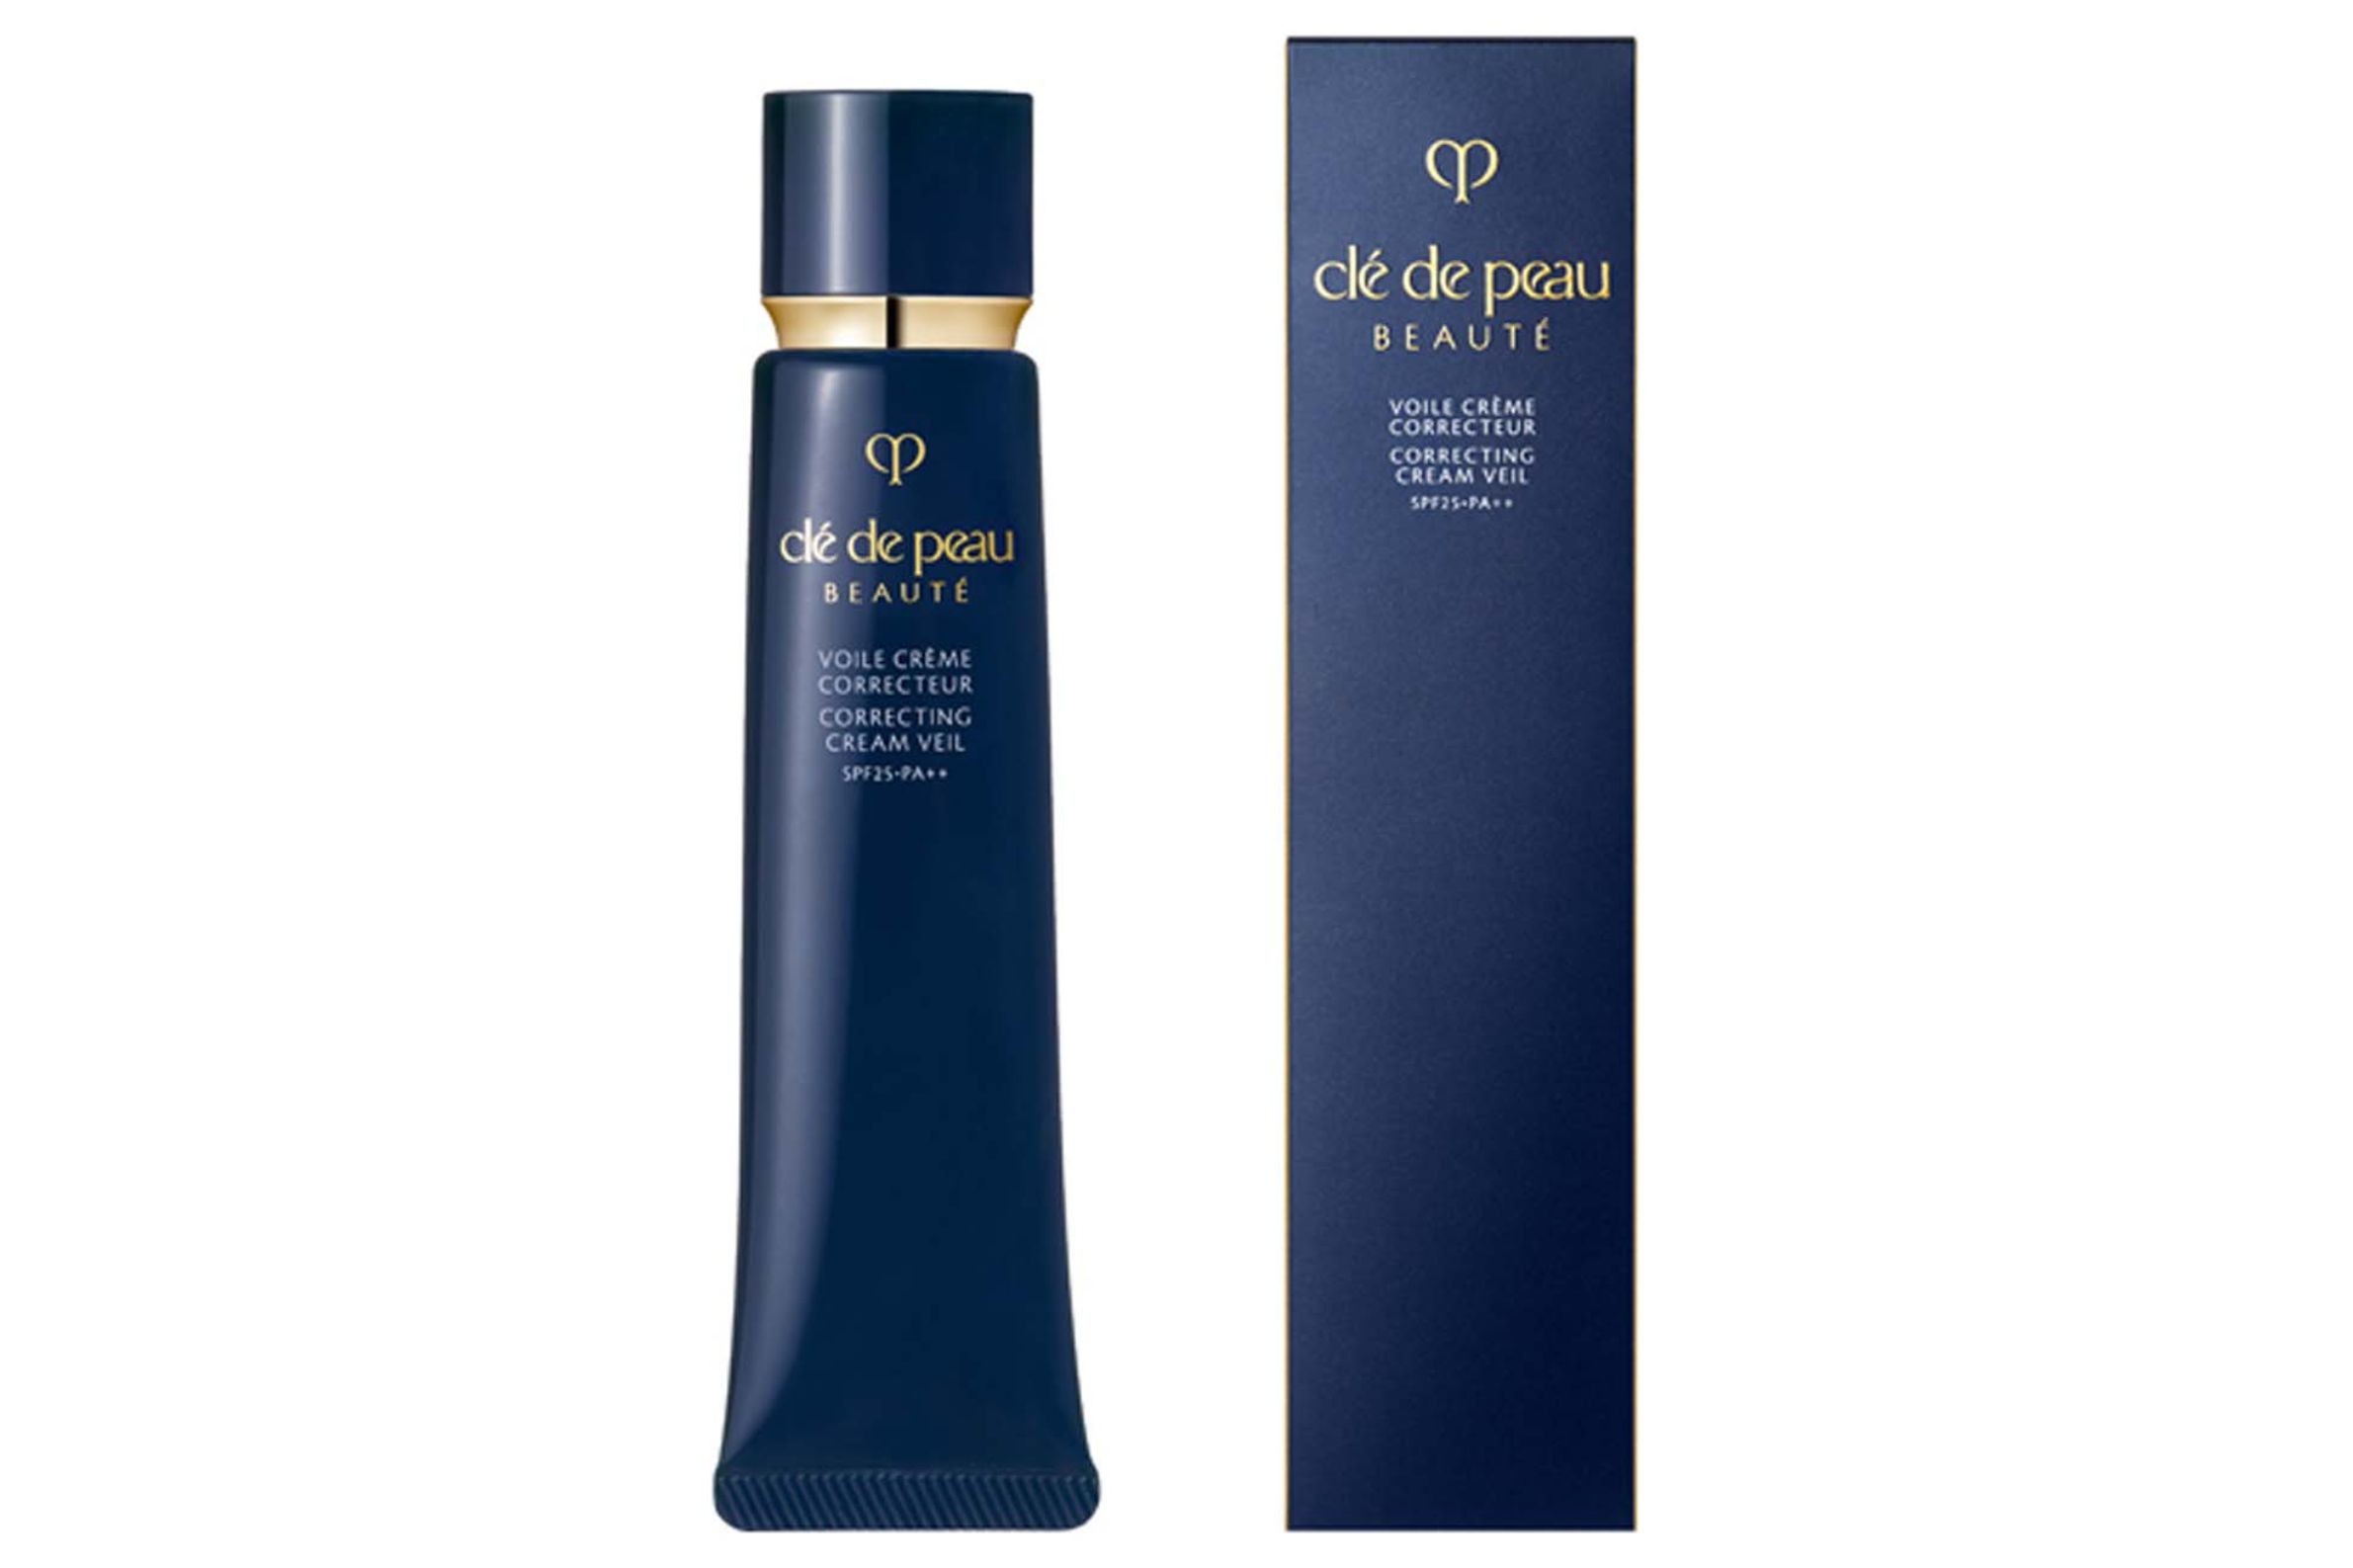 clé de peau
BEAUTÉ
VOILE CRÈME
CORRECTEUR
CORRECTING
CREAM VEIL
SPF25·PA++
clé de peau
BEAUTÉ
VOILE CRÈME
CORRECTEUR
CORRECTING
CREAM VEIL
SPF25·PA++